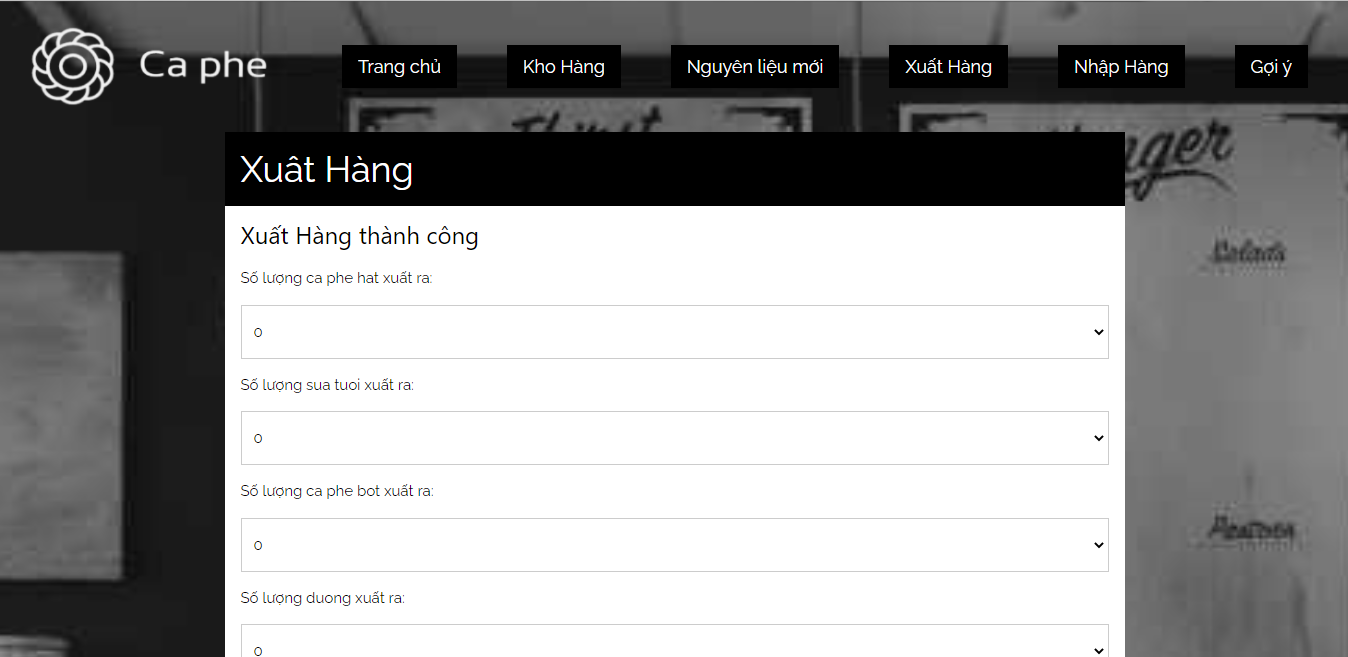 Ca phe
Trang chủ
Kho Hàng
Nguyên liệu mới
Xuất Hàng
Nhập Hàng
Gợi ý
Xuât Hàng
Xuất Hàng thành công
Số lượng ca phe hat xuất ra:
0
Số lượng sua tuoi xuất ra:
0
Số lượng ca phe bot xuất ra:
0
Số lượng duong xuất ra:
0